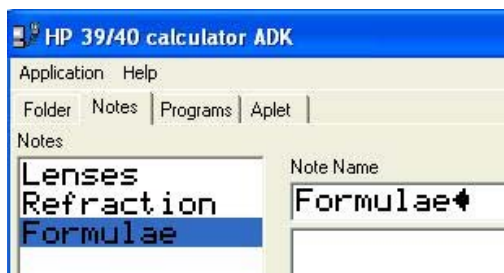 HP 39/40 calculator ADK
Application Help
Folder Notes Programs Aplet
Notes
Lenses
Refraction
Formulae
Note Name
Formulae